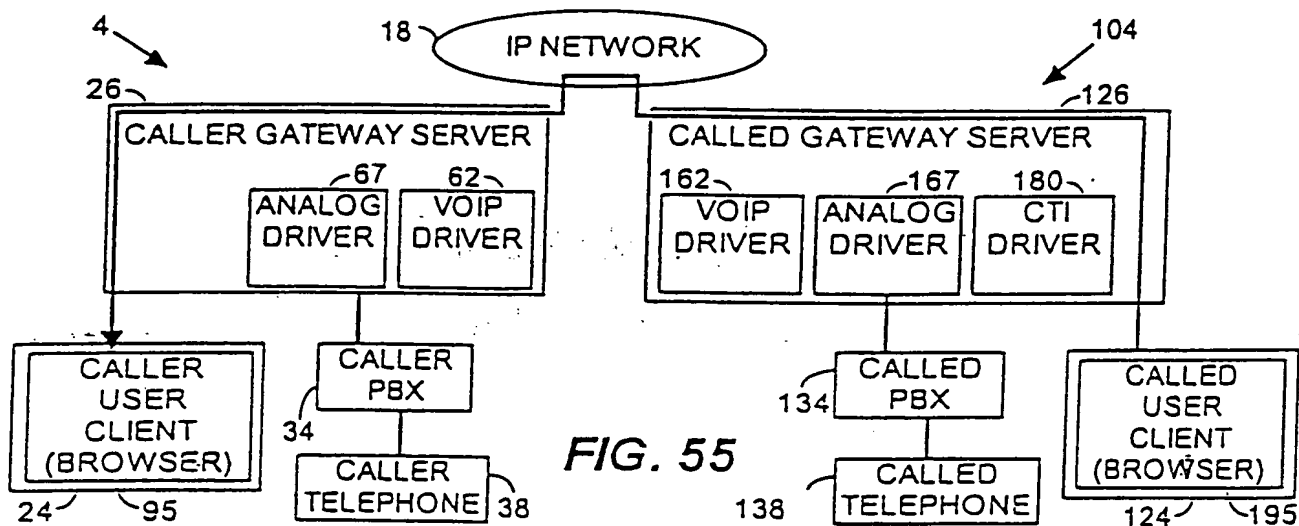 4
18
IP NETWORK
104
26
126
CALLER GATEWAY SERVER
CALLED GATEWAY SERVER
67
62
162
167
180
ANALOG
DRIVER
VOIP
DRIVER
VOIP
DRIVER
ANALOG
DRIVER
CTI
DRIVER
CALLER
USER
CLIENT
(BROWSER)
CALLER
PBX
34
CALLED
PBX
134
CALLED
USER
CLIENT
(BROWSER)
FIG. 55
CALLER
TELEPHONE
38
138
CALLED
TELEPHONE
24
95
124
195